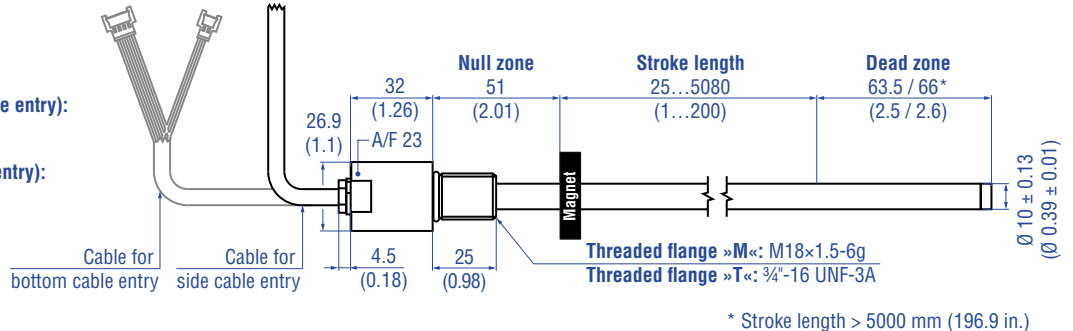 Null zone
Stroke length
Dead zone
32
51
25…5080
63.5 / 66*
e entry):
(1.26)
(2.01)
(1…200)
(2.5 / 2.6)
26.9
(1.1)
A/F 23
entry):
Magnet
Ø 10 ± 0.13
(Ø 0.39 ± 0.01)
Cable for
bottom cable entry
Cable for
side cable entry
4.5
(0.18)
25
(0.98)
Threaded flange »M«: M18×1.5-6g
Threaded flange »T«: ¾"-16 UNF-3A
* Stroke length > 5000 mm (196.9 in.)